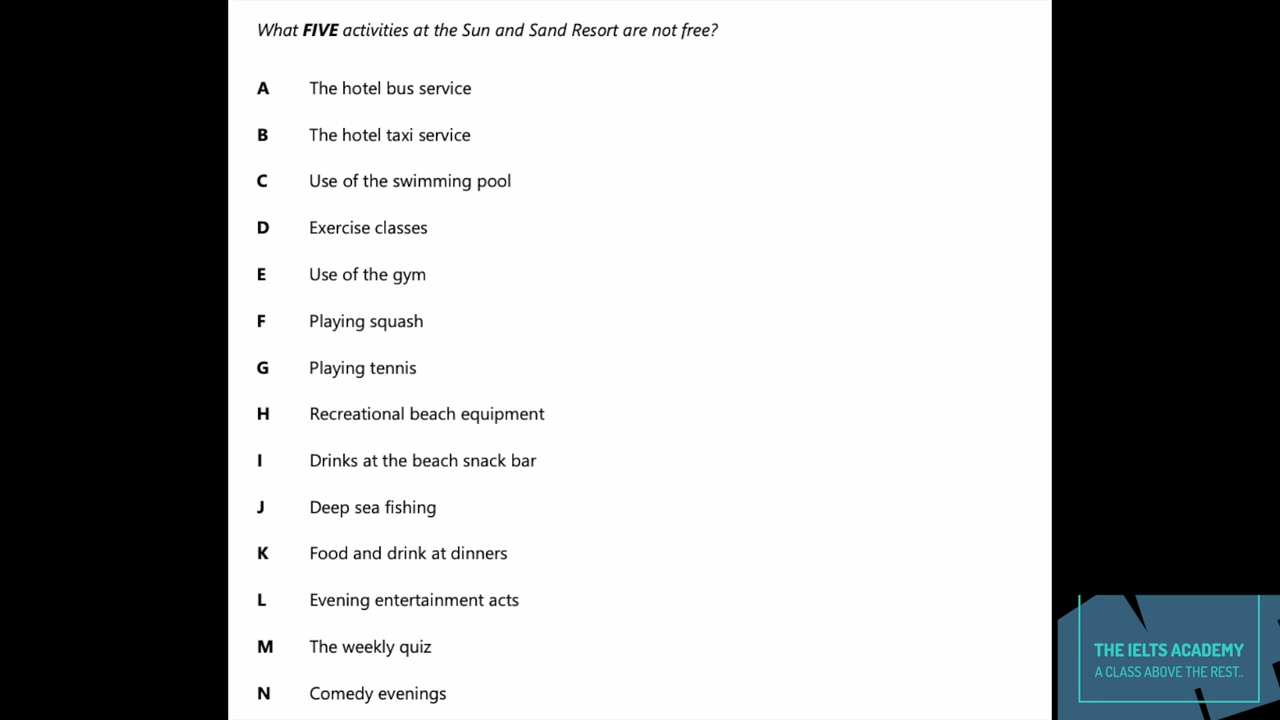 What FIVE activities at the Sun and Sand Resort are not free?
A The hotel bus service
B The hotel taxi service
C Use of the swimming pool
D Exercise classes
E Use of the gym
F Playing squash
G Playing tennis
H Recreational beach equipment
I Drinks at the beach snack bar
J Deep sea fishing
K Food and drink at dinners
L Evening entertainment acts
M The weekly quiz
N Comedy evenings
THE IELTS ACADEMY
A CLASS ABOVE THE REST..